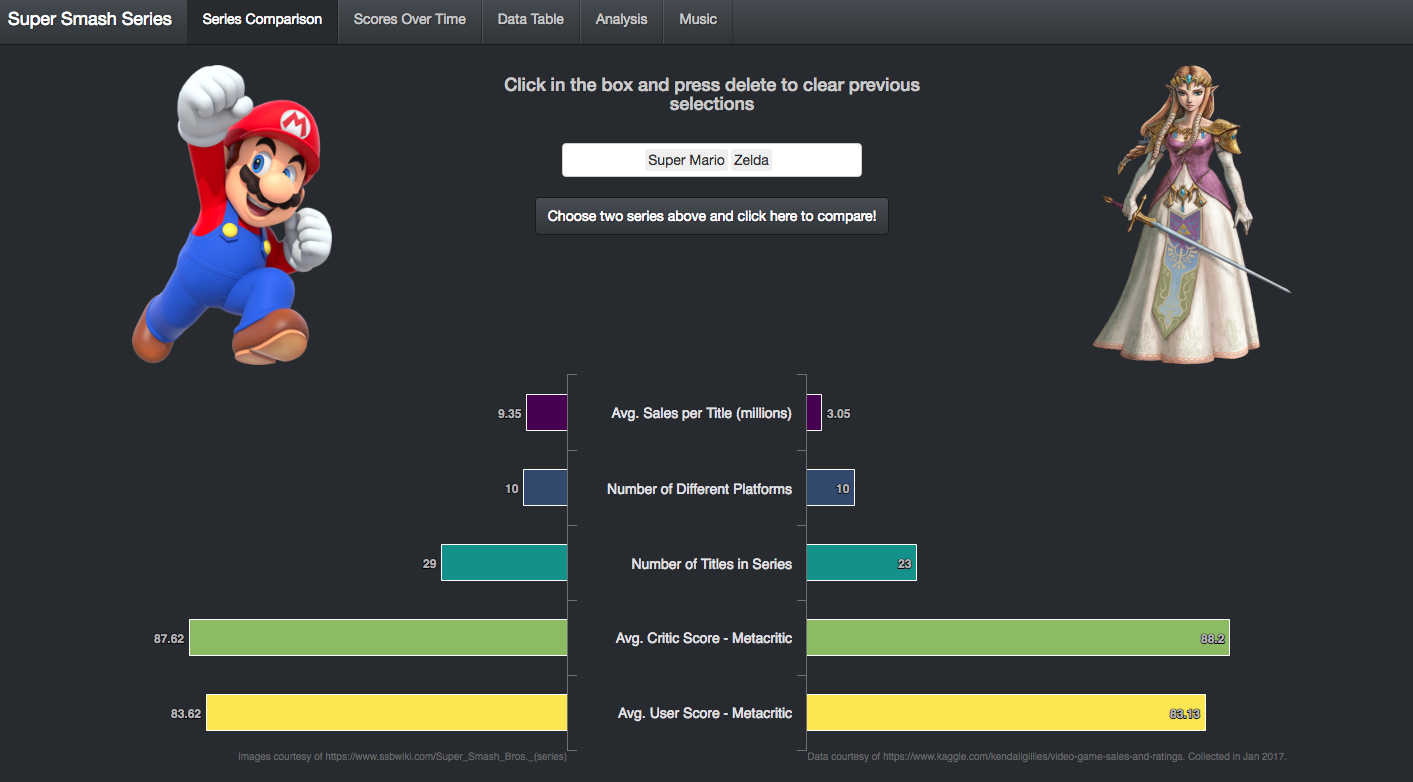 Super Smash Series
Series Comparison
Scores Over Time
Data Table
Analysis
Music
Click in the box and press delete to clear previous
selections
Super Mario Zelda
Choose two series above and click here to compare!
9.35
Avg. Sales per Title (millions)
3.05
10
Number of Different Platforms
10
29
Number of Titles in Series
23
87.62
Avg. Critic Score - Metacritic
88.2
83.62
Avg. User Score - Metacritic
83.13
Images courtesy of https://www.ssbwiki.com/Super_Smash_Bros._(series)
Data courtesy of https://www.kaggle.com/kendallgillies/video-game-sales-and-ratings. Collected in Jan 2017.